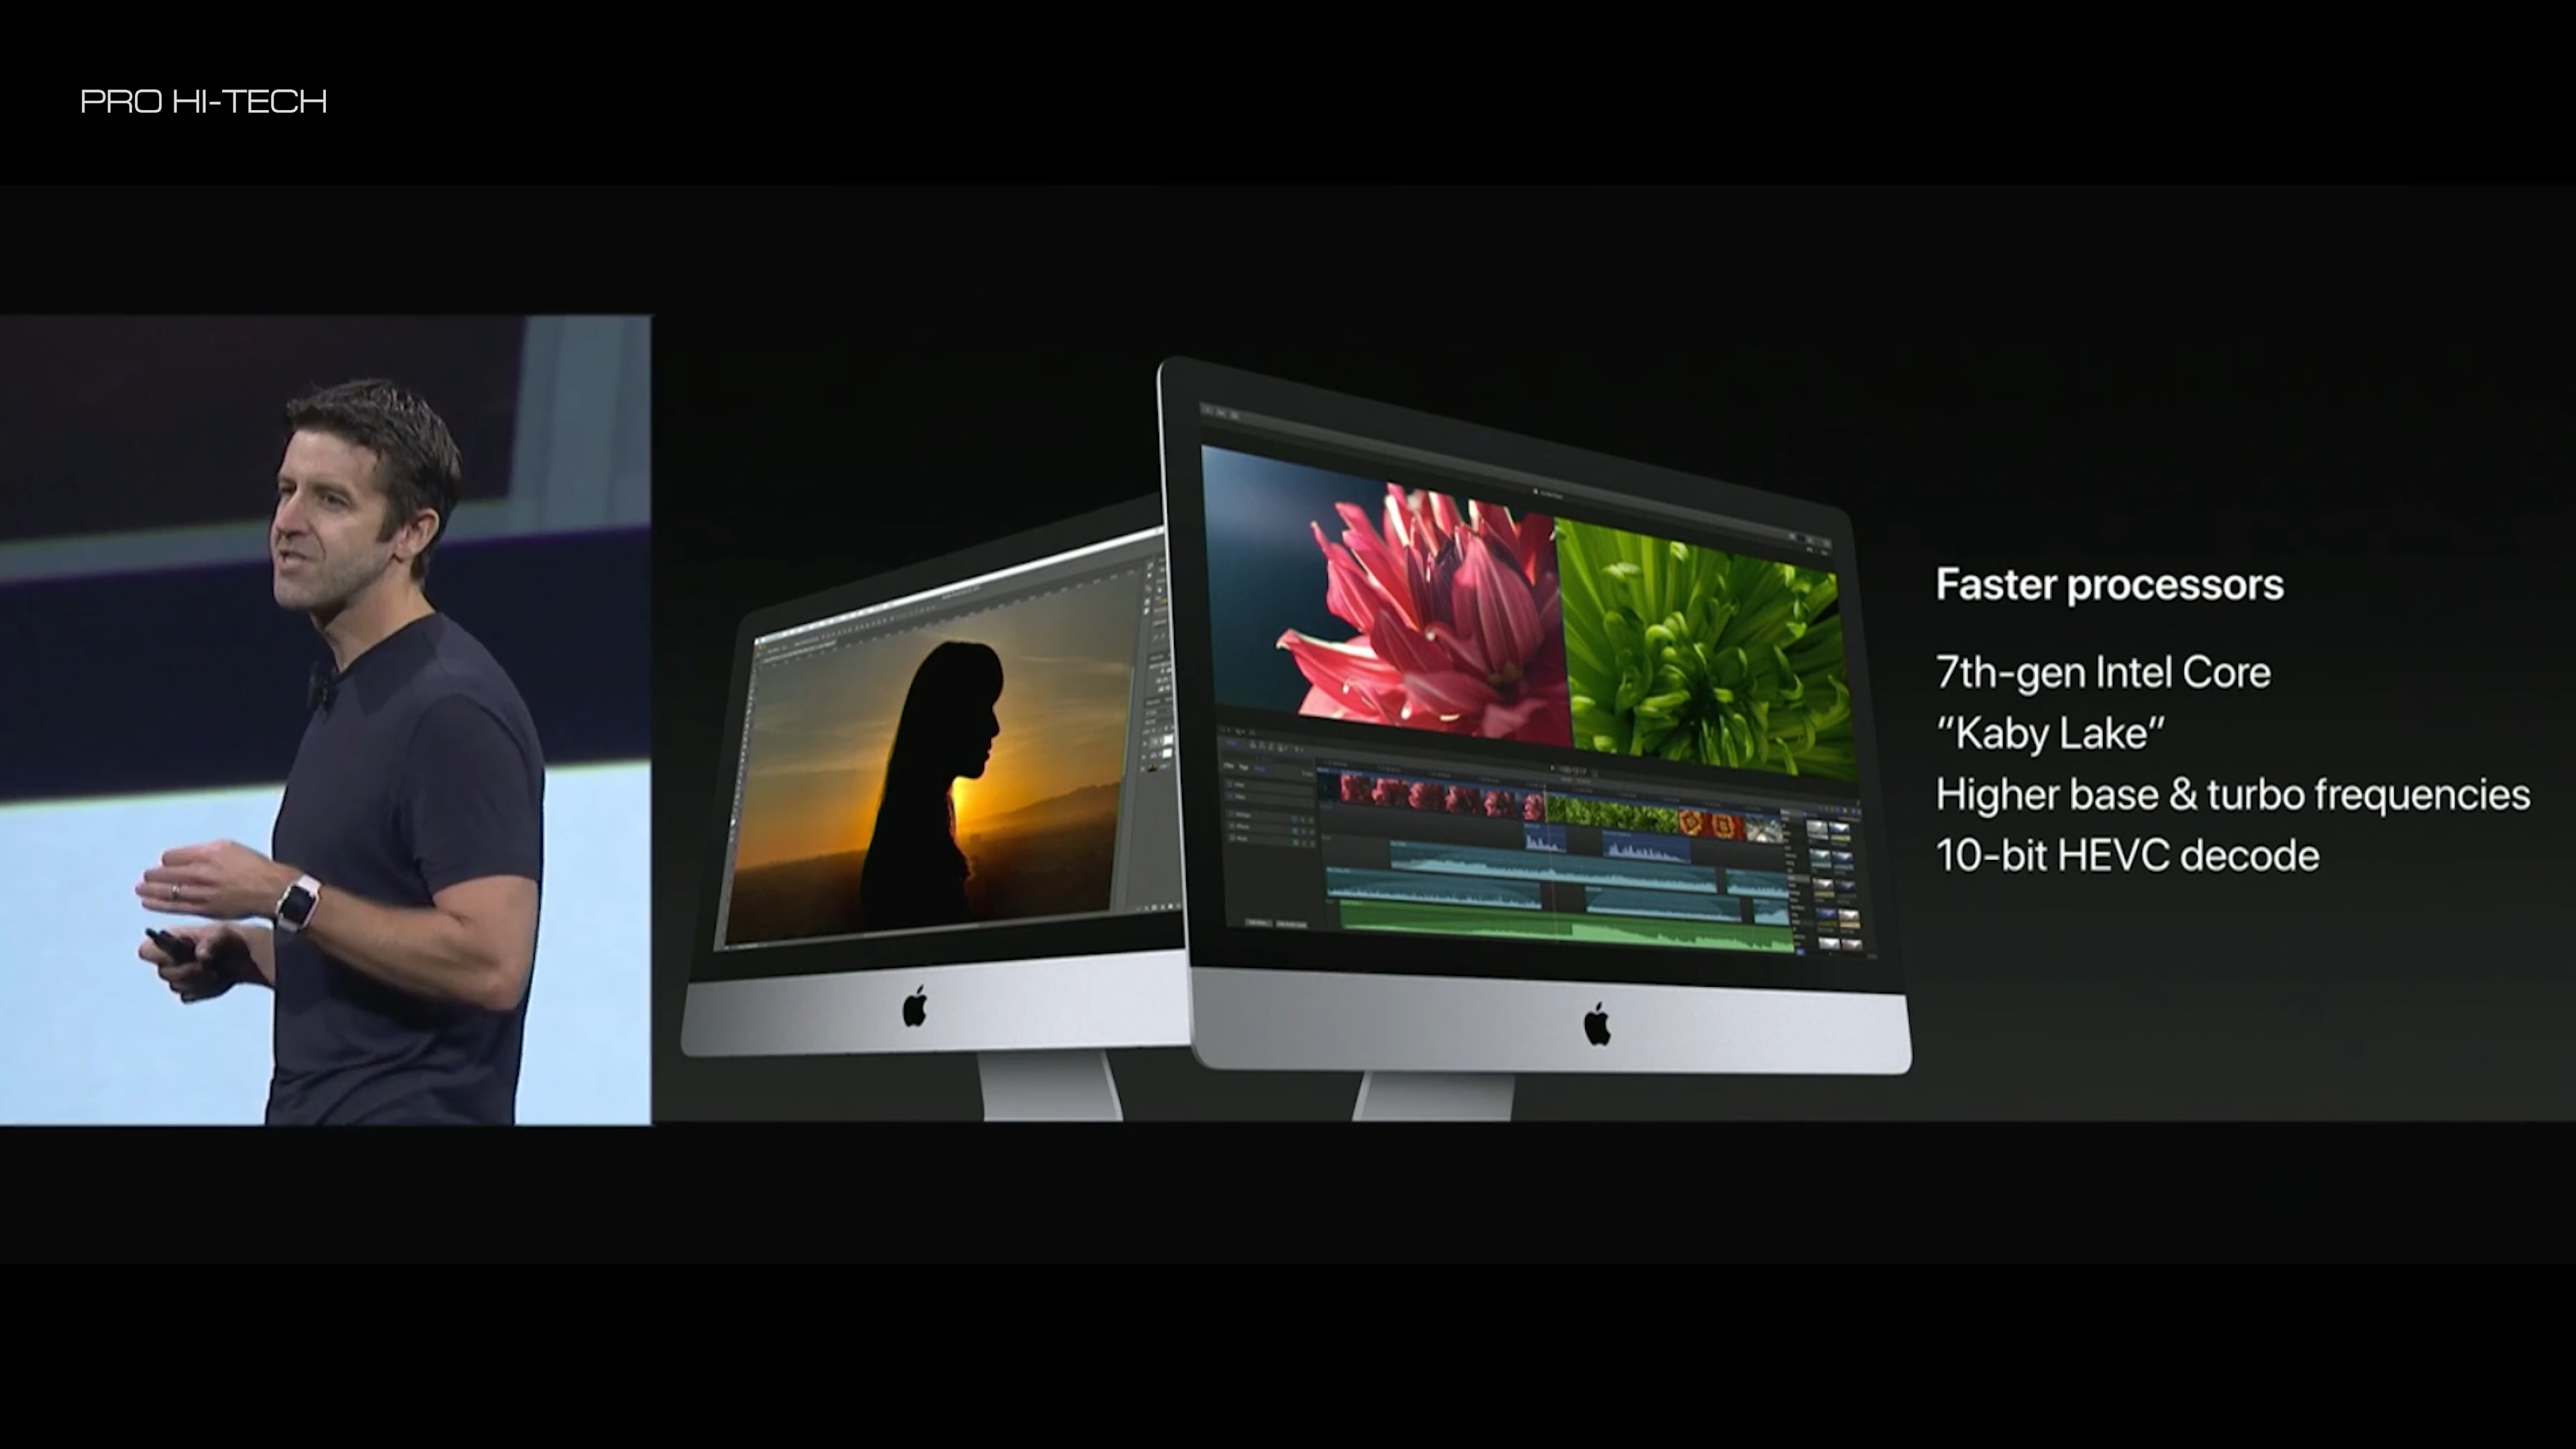 PRO HI-TECH
Faster processors
7th-gen Intel Core
“Kaby Lake”
Higher base & turbo frequencies
10-bit HEVC decode